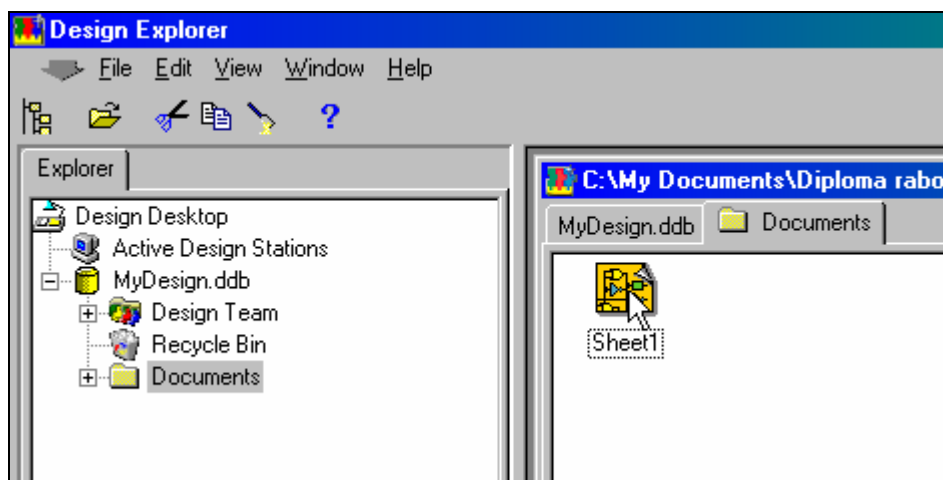 Design Explorer
File Edit View Window Help
?
Explorer
Design Desktop
Active Design Stations
MyDesign.ddb
Design Team
Recycle Bin
Documents
C:\My Documents\Diploma rabo
MyDesign.ddb Documents
Sheet1